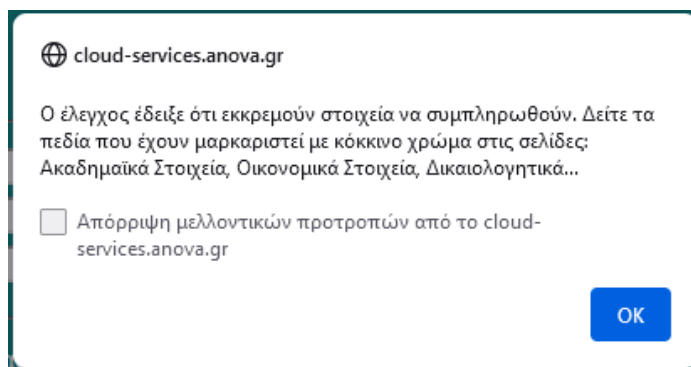 cloud-services.anova.gr
Ο έλεγχος έδειξε ότι εκκρεμούν στοιχεία να συμπληρωθούν. Δείτε τα
πεδία που έχουν μαρκαριστεί με κόκκινο χρώμα στις σελίδες:
Ακαδημαϊκά Στοιχεία, Οικονομικά Στοιχεία, Δικαιολογητικά...
Απόρριψη μελλοντικών προτροπών από το cloud-
services.anova.gr
OK